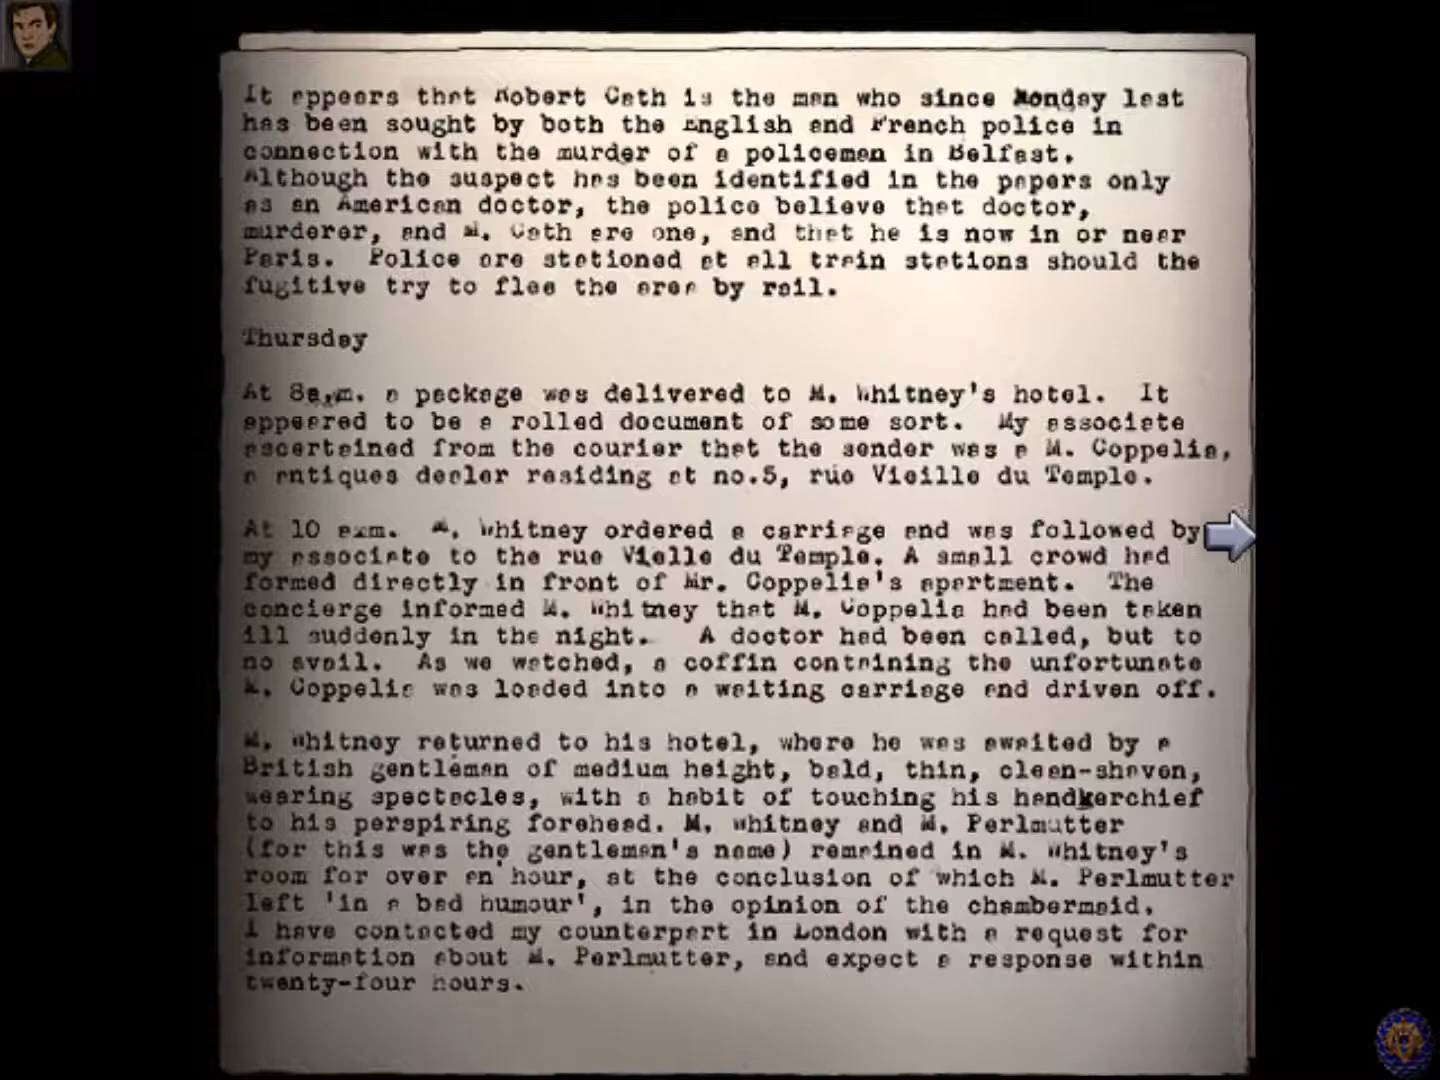 It appears that Robert Cath is the man who since Monday last
has been sought by both the English and French police in
connection with the murder of a policeman in Belfast.
Although the suspect has been identified in the papers only
as an American doctor, the police believe that doctor,
murderer, and M. Cath are one, and that he is now in or near
Paris. Police are stationed at all train stations should the
fugitive try to flee the area by rail.
Thursday
At 8a.m. a package was delivered to M. Whitney's hotel. It
appeared to be a rolled document of some sort. My associate
ascertained from the courier that the sender was a M. Coppelia,
a antiques dealer residing at no.5, rue Vieille du Temple.
At 10 axm. M. Whitney ordered a carriage and was followed by
my associate to the rue Vielle du Temple. A small crowd had
formed directly in front of Mr. Coppelia's apartment. The
concierge informed M. Whitney that M. Coppelia had been taken
ill suddenly in the night. A doctor had been called, but to
no avail. As we watched, a coffin containing the unfortunate
M. Coppelia was loaded into a waiting carriage and driven off.
M. Whitney returned to his hotel, where he was awaited by a
British gentleman of medium height, bald, thin, clean-shaven,
wearing spectacles, with a habit of touching his handkerchief
to his perspiring forehead. M. Whitney and M. Perlmutter
(for this was the gentleman's name) remained in M. Whitney's
room for over an hour, at the conclusion of which M. Perlmutter
left 'in a bad humour', in the opinion of the chambermaid.
I have contacted my counterpart in London with a request for
information about M. Perlmutter, and expect a response within
twenty-four hours.